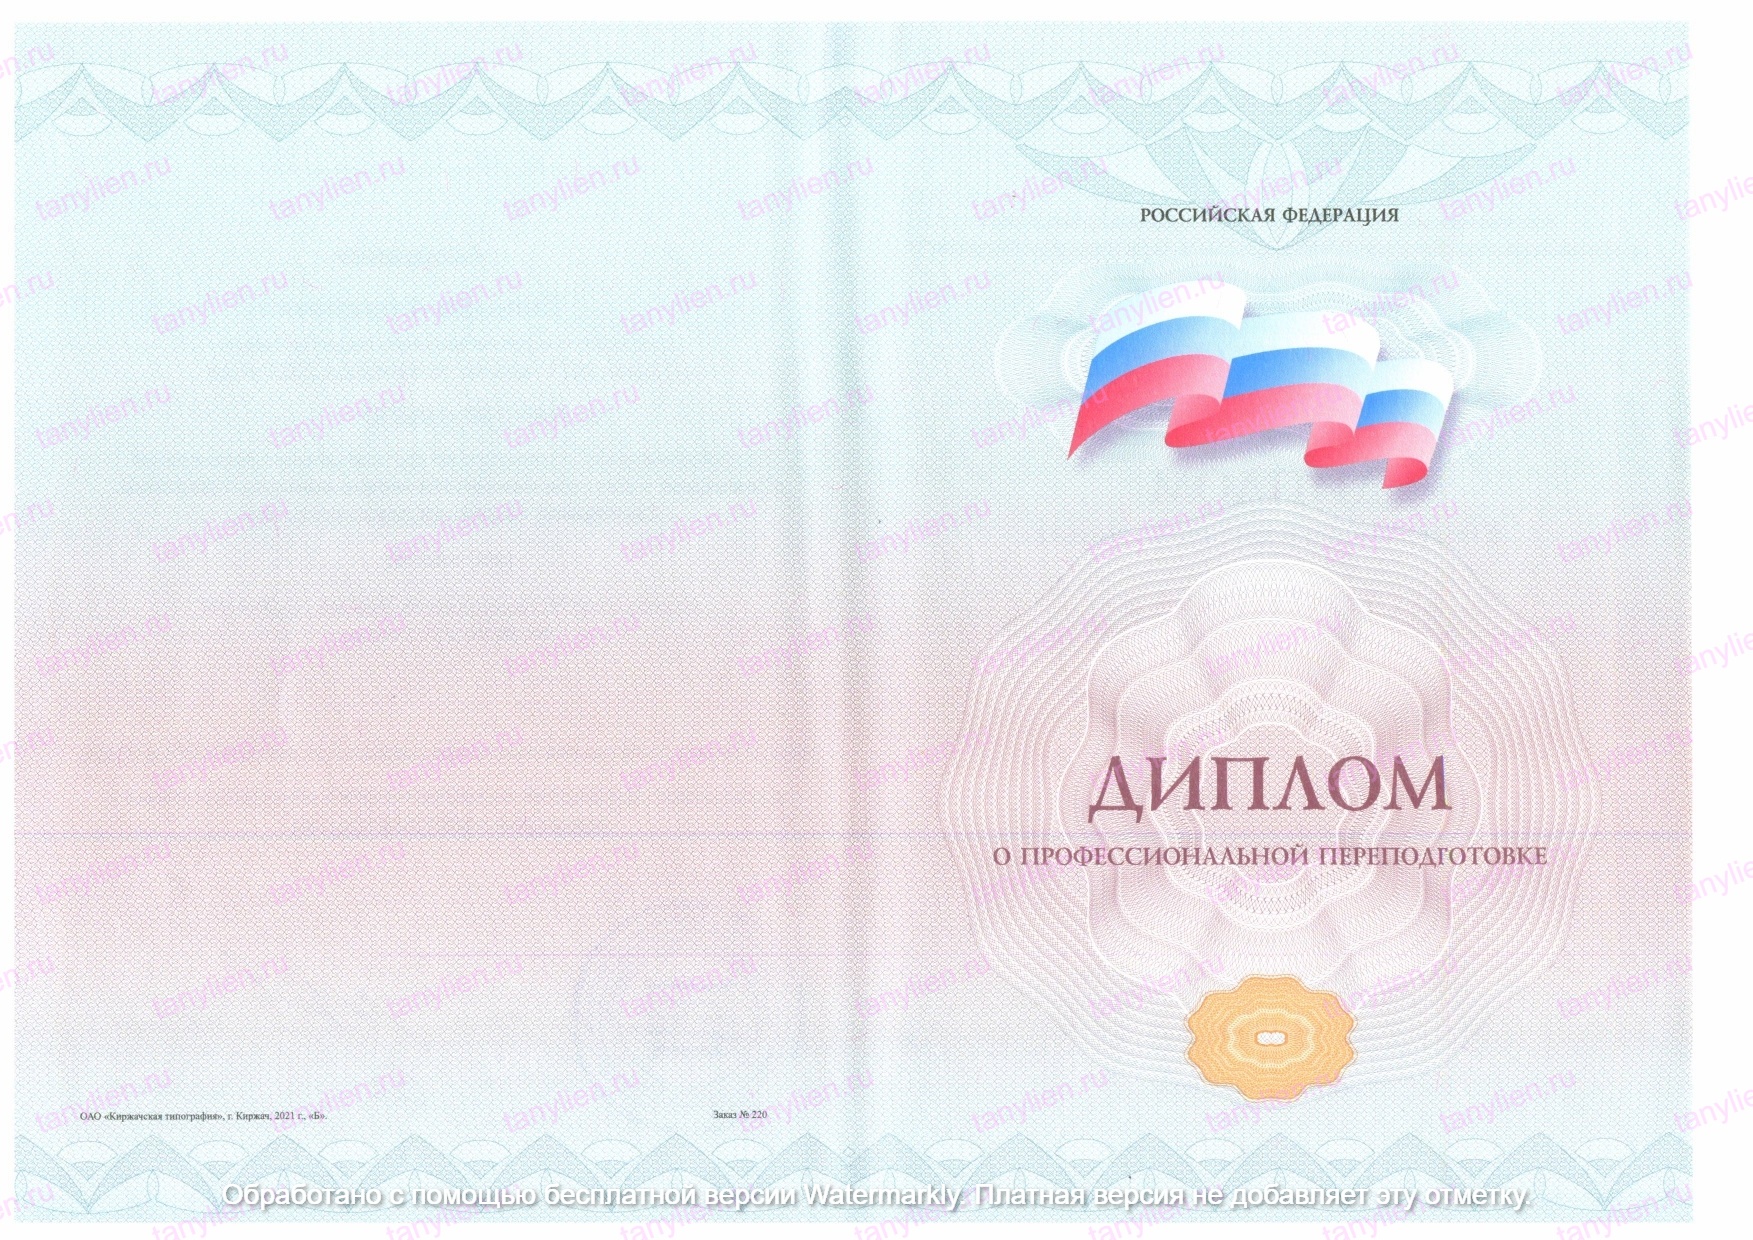 РОССИЙСКАЯ ФЕДЕРАЦИЯ
ДИПЛОМ
О ПРОФЕССИОНАЛЬНОЙ ПЕРЕПОДГОТОВКЕ
ОАО «Киржачская типография», г. Киржач, 2021 г., «Б».
Заказ № 220
Обработано с помощью бесплатной версии Watermarkly. Платная версия не добавляет эту отметку.
tanylien.ru